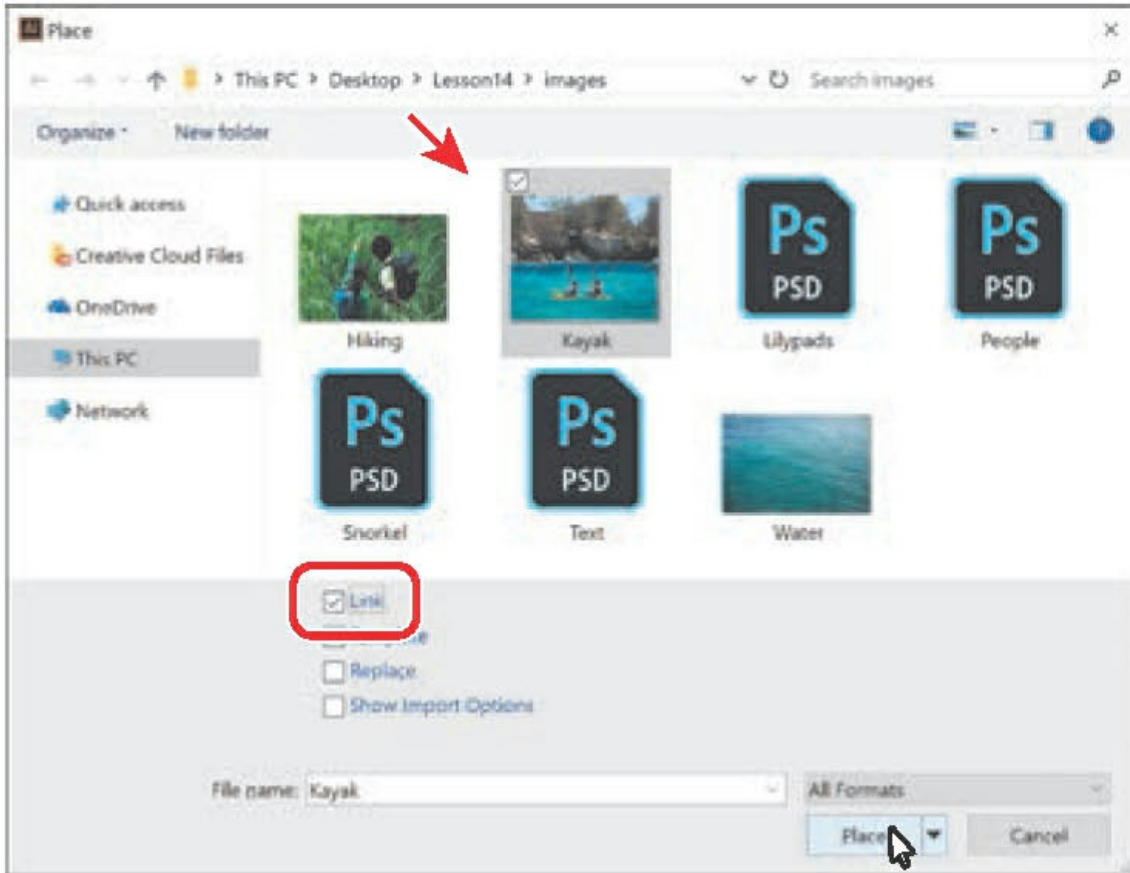 Place
This PC > Desktop > Lesson14 > images
Search images
Organize
New folder
Quick access
Creative Cloud Files
OneDrive
This PC
Network
Ps
PSD
Ps
PSD
Hiking
Kayak
Lilypads
People
Ps
PSD
Ps
PSD
Snorkel
Text
Water
Link
Replace
Show Import Options
File name: Kayak
All Formats
Place
Cancel